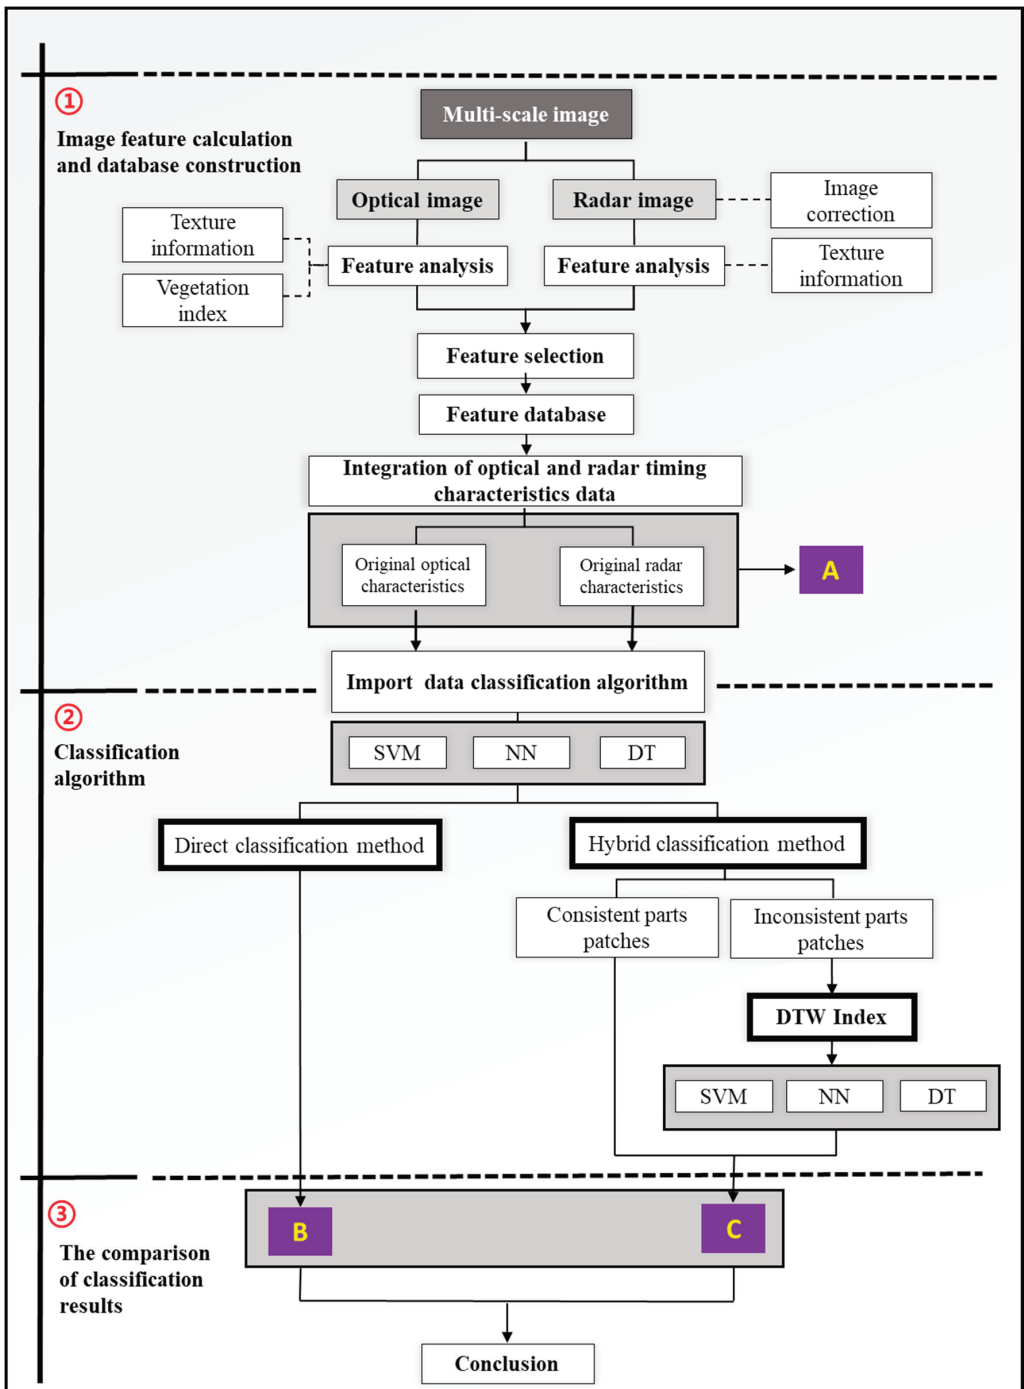 ①
Image feature calculation
and database construction
Multi-scale image
Optical image
Radar image
Image
correction
Texture
information
Vegetation
index
Feature analysis
Feature analysis
Texture
information
Feature selection
Feature database
Integration of optical and radar timing
characteristics data
Original optical
characteristics
Original radar
characteristics
A
Import data classification algorithm
②
Classification
algorithm
SVM
NN
DT
Direct classification method
Hybrid classification method
Consistent parts
patches
Inconsistent parts
patches
DTW Index
SVM
NN
DT
③
The comparison
of classification
results
B
C
Conclusion